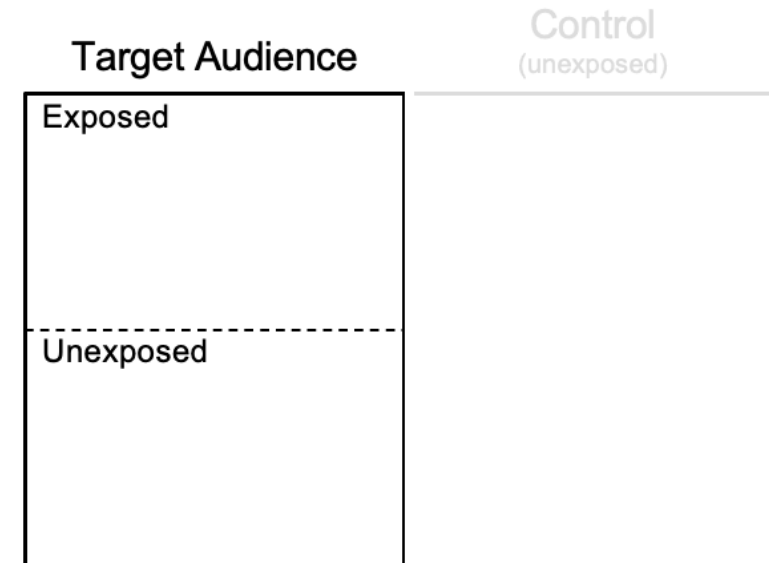 Target Audience
Control
(unexposed)
Exposed
Unexposed